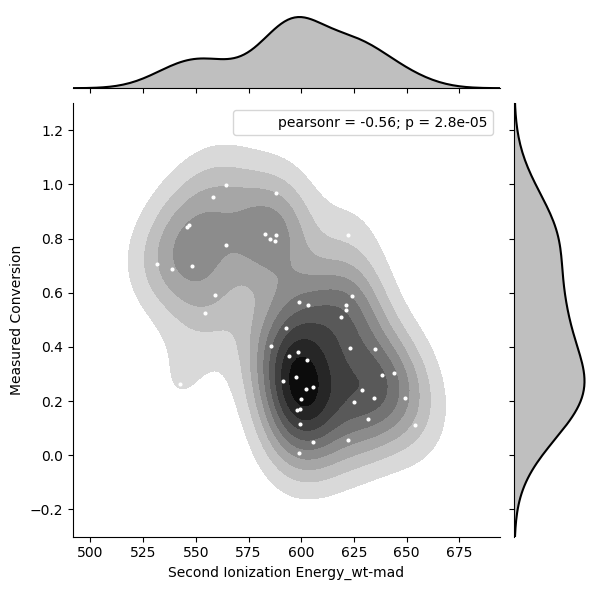 pearsonr = -0.56; p = 2.8e-05
1.2
1.0
0.8
0.6
0.4
0.2
0.0
−0.2
Measured Conversion
500 525 550 575 600 625 650 675
Second Ionization Energy_wt-mad